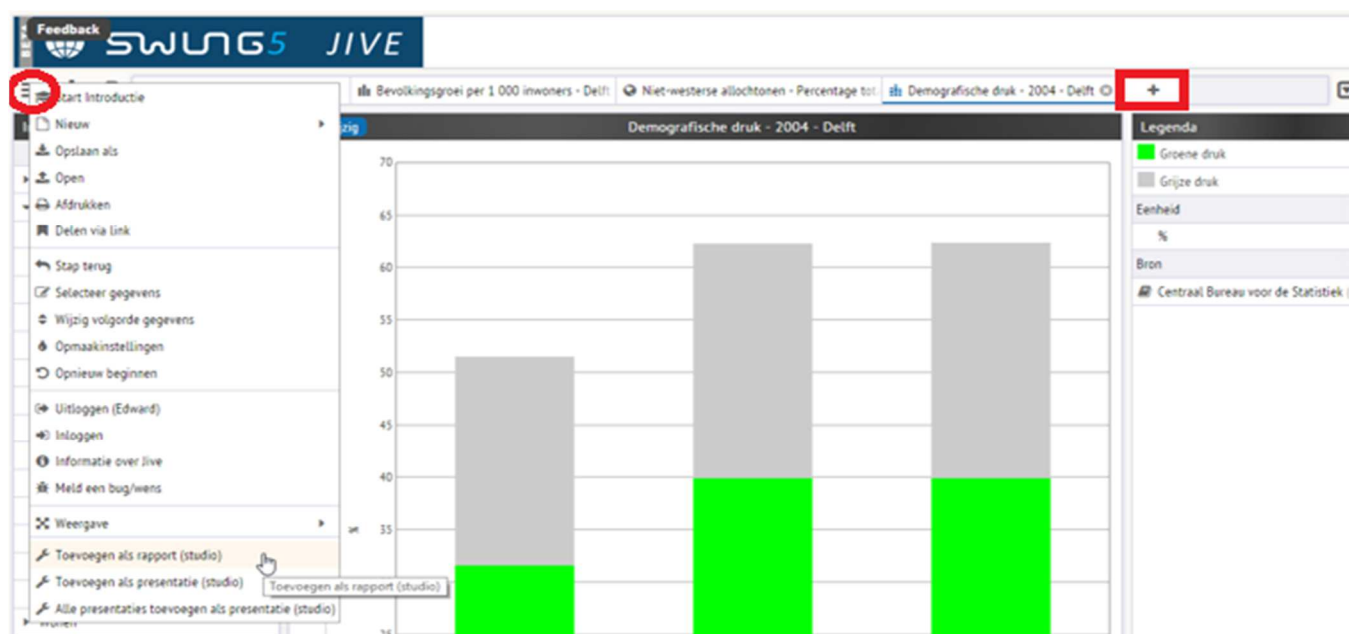 Feedback
SWUNG5 JIVE
Bevolkingsgroei per 1 000 inwoners - Delft
Niet-westerse allochtonen - Percentage tot
Demografische druk - 2004 - Delft
+
Start Introductie
Nieuw
Opslaan als
Open
Afdrukken
Delen via link
Stap terug
Selecteer gegevens
Wijzig volgorde gegevens
Opmaakinstellingen
Opnieuw beginnen
Uitloggen (Edward)
Inloggen
Informatie over Jive
Meld een bug/wens
Weergave
Toevoegen als rapport (studio)
Toevoegen als presentatie (studio)
Toevoegen als rapport (studio)
Alle presentaties toevoegen als presentatie (studio)
Wonen
zig
Demografische druk - 2004 - Delft
70
65
60
55
50
45
40
35
%
Legenda
Groene druk
Grijze druk
Eenheid
%
Bron
Centraal Bureau voor de Statistiek